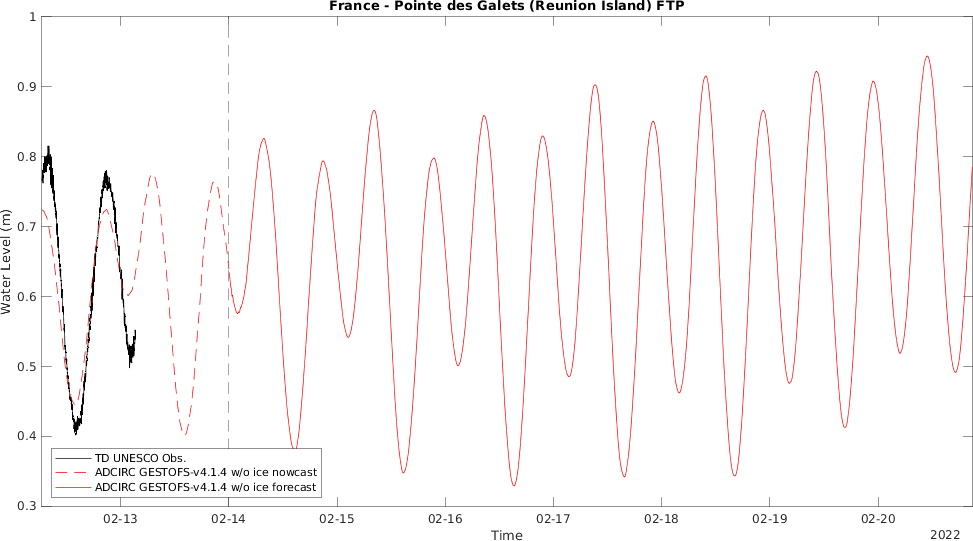 France - Pointe des Galets (Reunion Island) FTP
1
0.9
0.8
0.7
0.6
0.5
0.4
0.3
Water Level (m)
TD UNESCO Obs.
ADCIRC GESTOFS-v4.1.4 w/o ice nowcast
ADCIRC GESTOFS-v4.1.4 w/o ice forecast
02-13 02-14 02-15 02-16 02-17 02-18 02-19 02-20
Time
2022